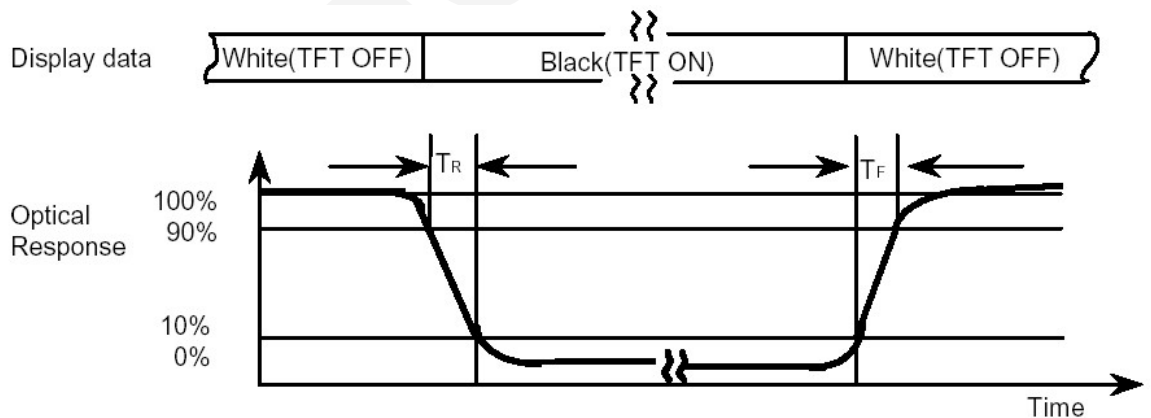 Display data
White(TFT OFF)
Black(TFT ON)
White(TFT OFF)
TR
TF
Optical
Response
100%
90%
10%
0%
Time